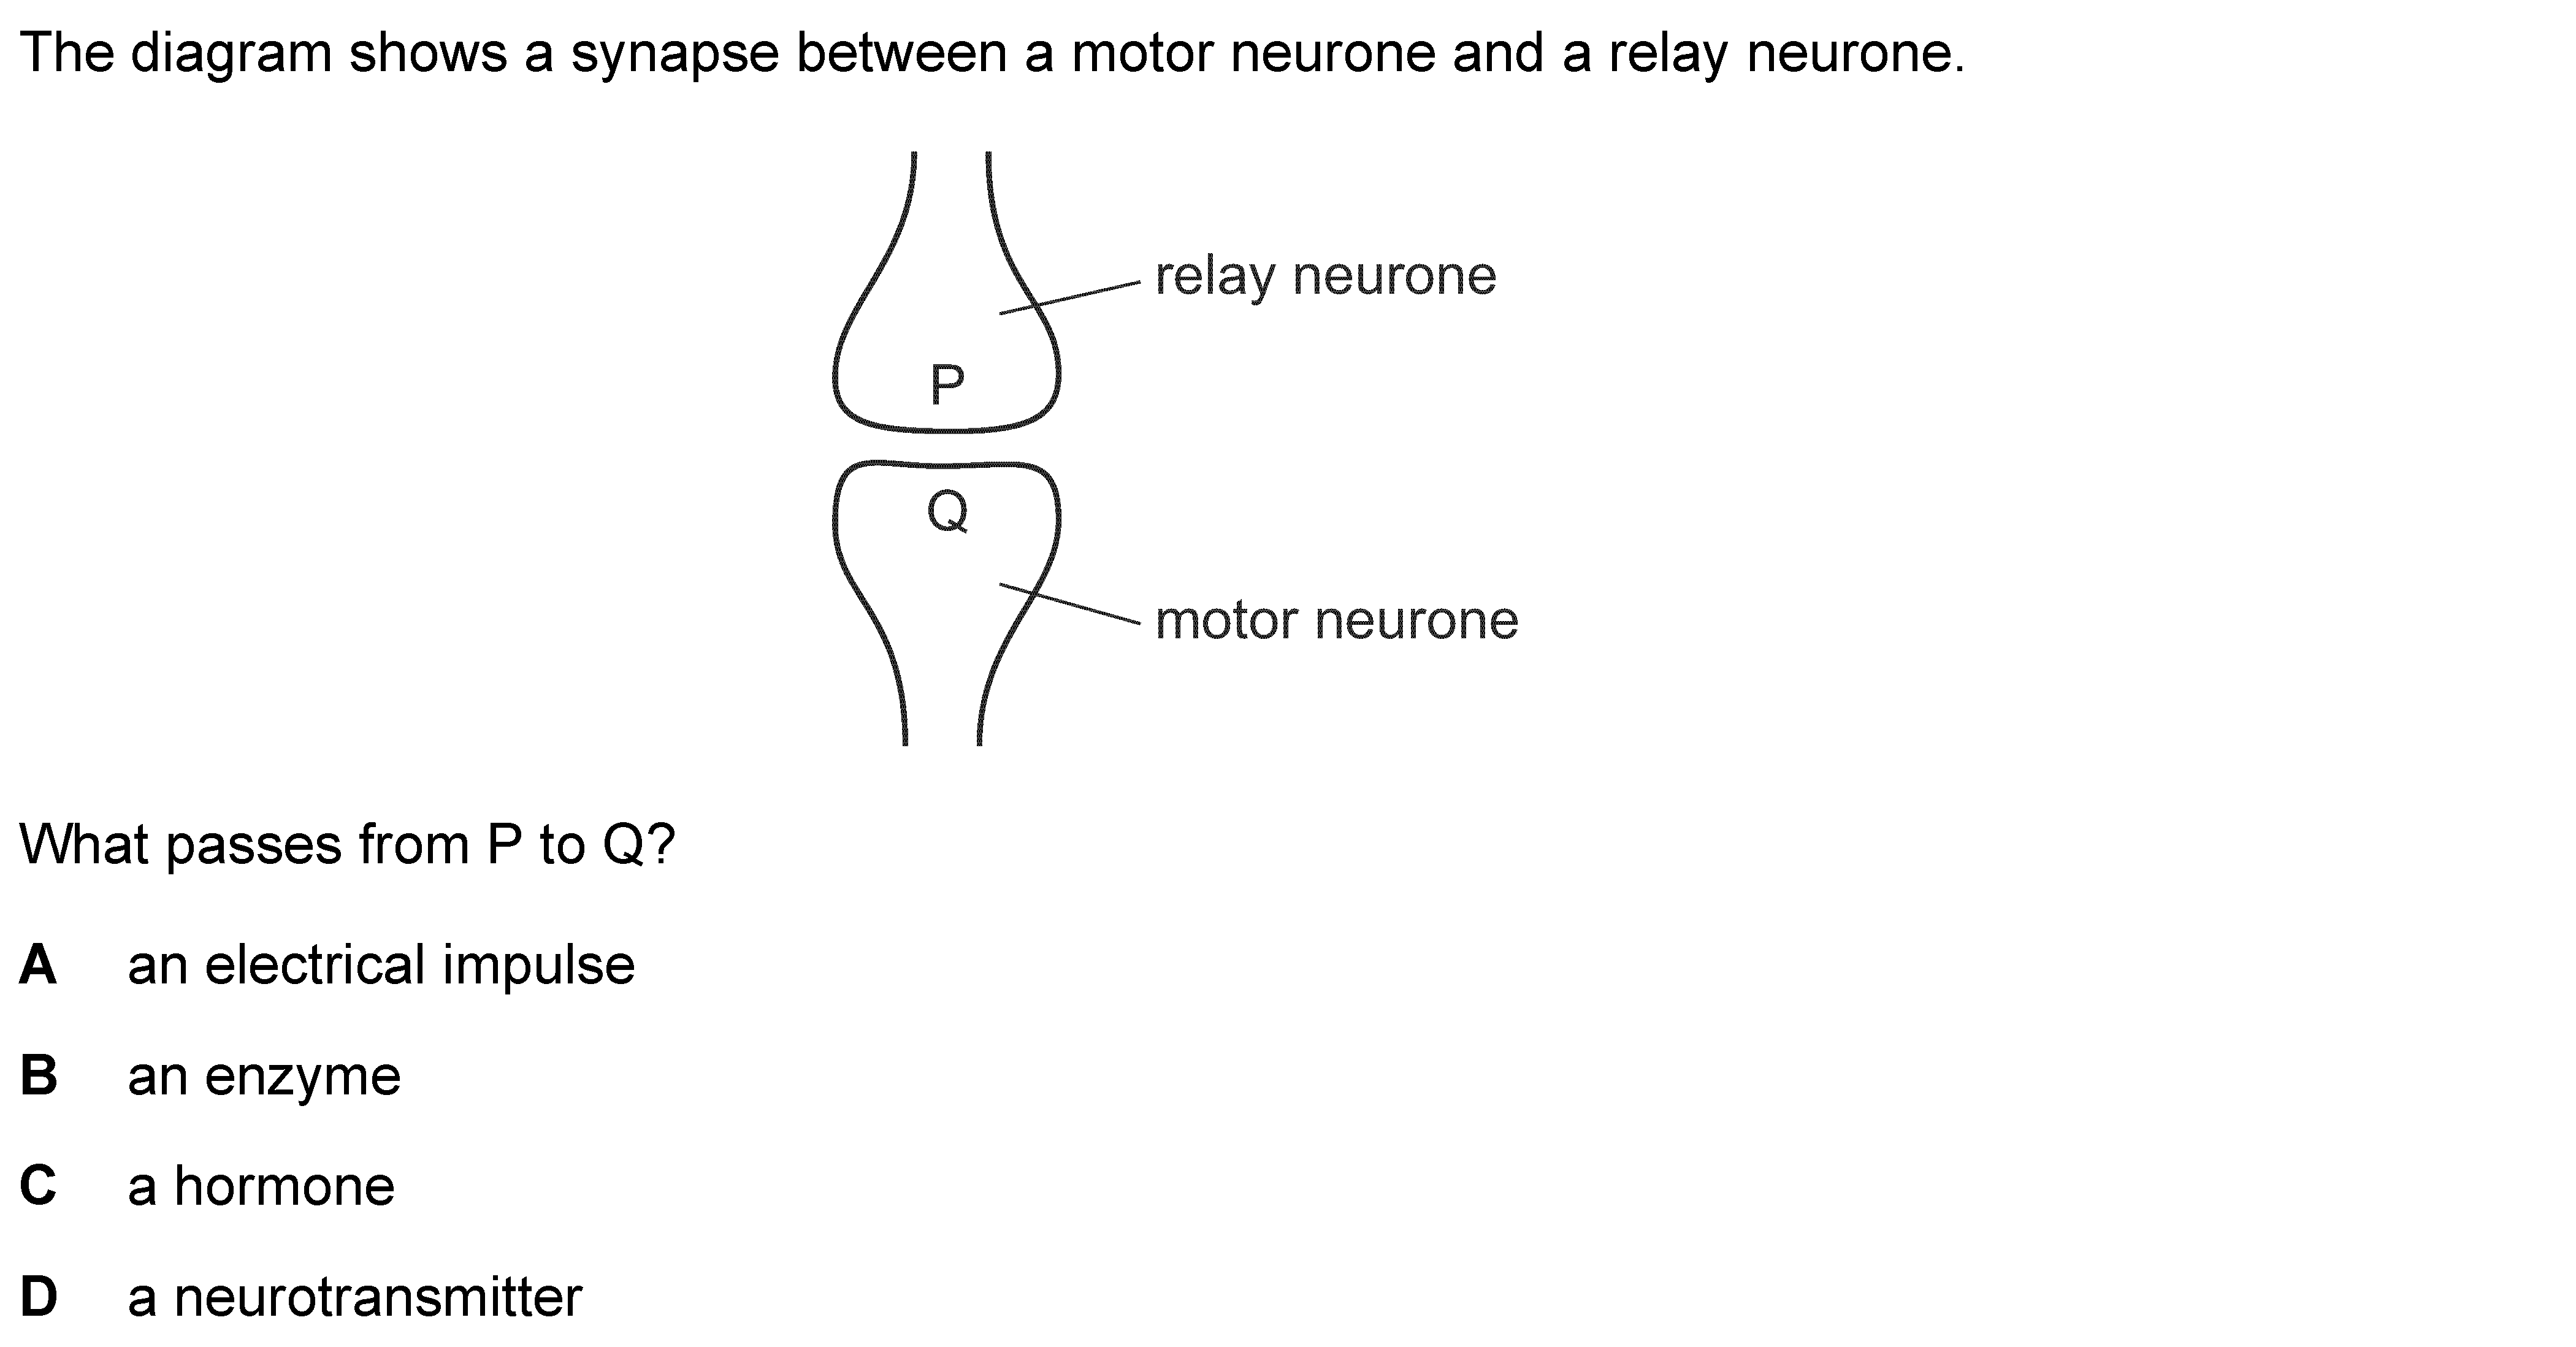 The diagram shows a synapse between a motor neurone and a relay neurone.
relay neurone
P
Q
motor neurone
What passes from P to Q?
A an electrical impulse
B an enzyme
C a hormone
D a neurotransmitter